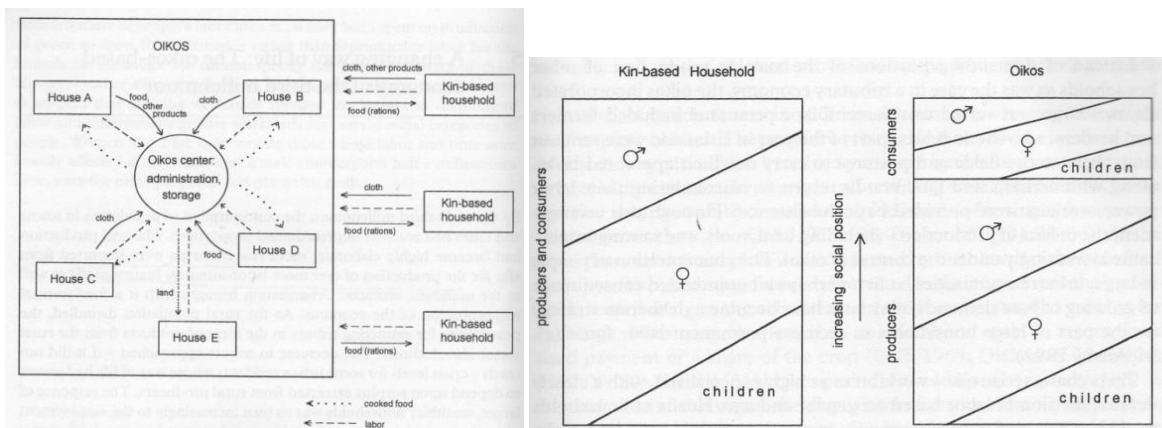 OIKOS
House A
food,
other
products
cloth
House B
cloth, other products
food (rations)
Kin-based
household
Oikos center:
administration,
storage
cloth
food (rations)
Kin-based
household
cloth
House C
food
House D
land
House E
food (rations)
Kin-based
household
cooked food
labor
Kin-based Household
producers and consumers
♂
♀
children
increasing social position
Oikos
consumers
♂
♀
children
producers
♂
♀
children